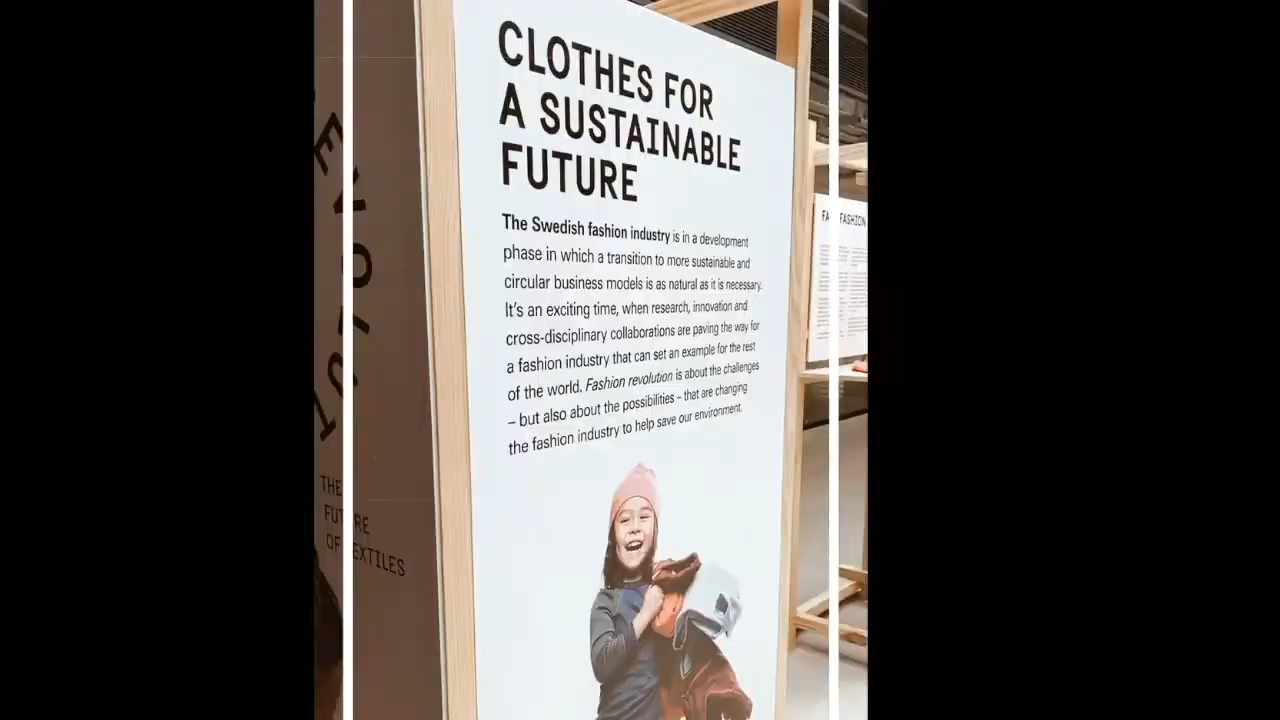 CLOTHES FOR
A SUSTAINABLE
FUTURE
The Swedish fashion industry is in a development
phase in which a transition to more sustainable and
circular business models is as natural as it is necessary.
It's an exciting time, when research, innovation and
cross-disciplinary collaborations are paving the way for
a fashion industry that can set an example for the rest
of the world. Fashion revolution is about the challenges
– but also about the possibilities – that are changing
the fashion industry to help save our environment.
THE
FUTURE
OF TEXTILES
FASHION